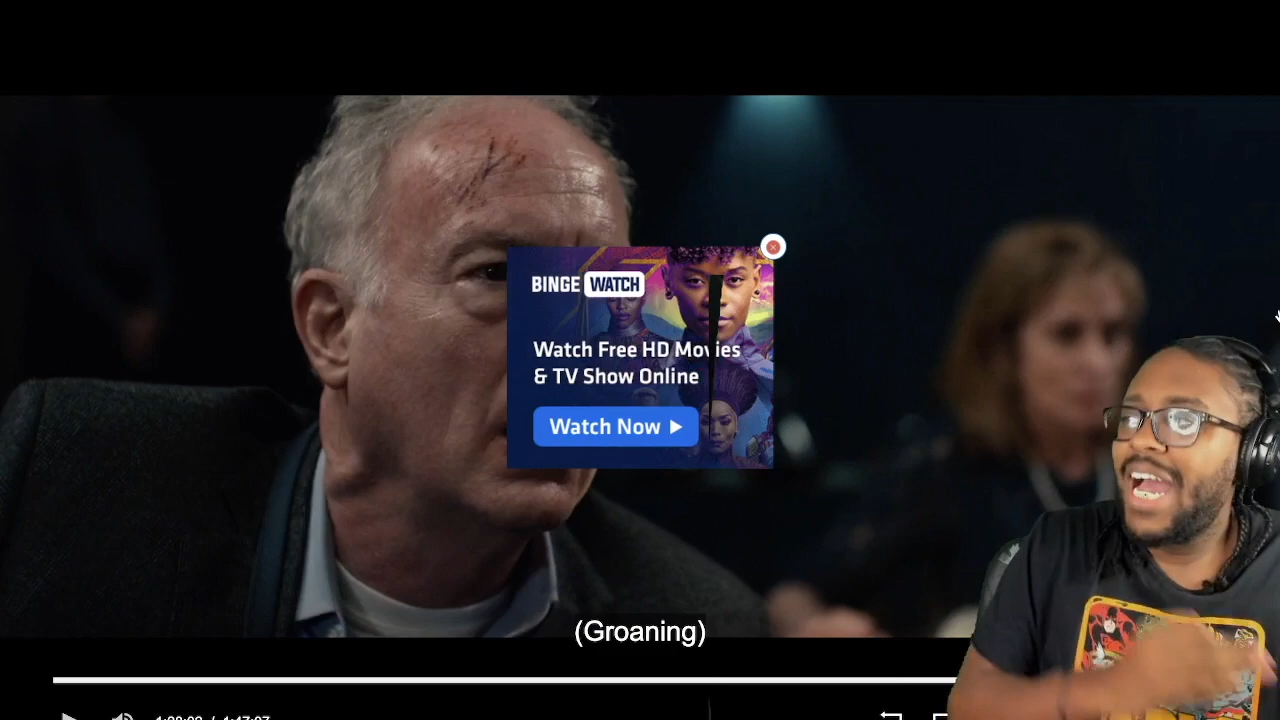 BINGE WATCH
Watch Free HD Movies
& TV Show Online
Watch Now
(Groaning)